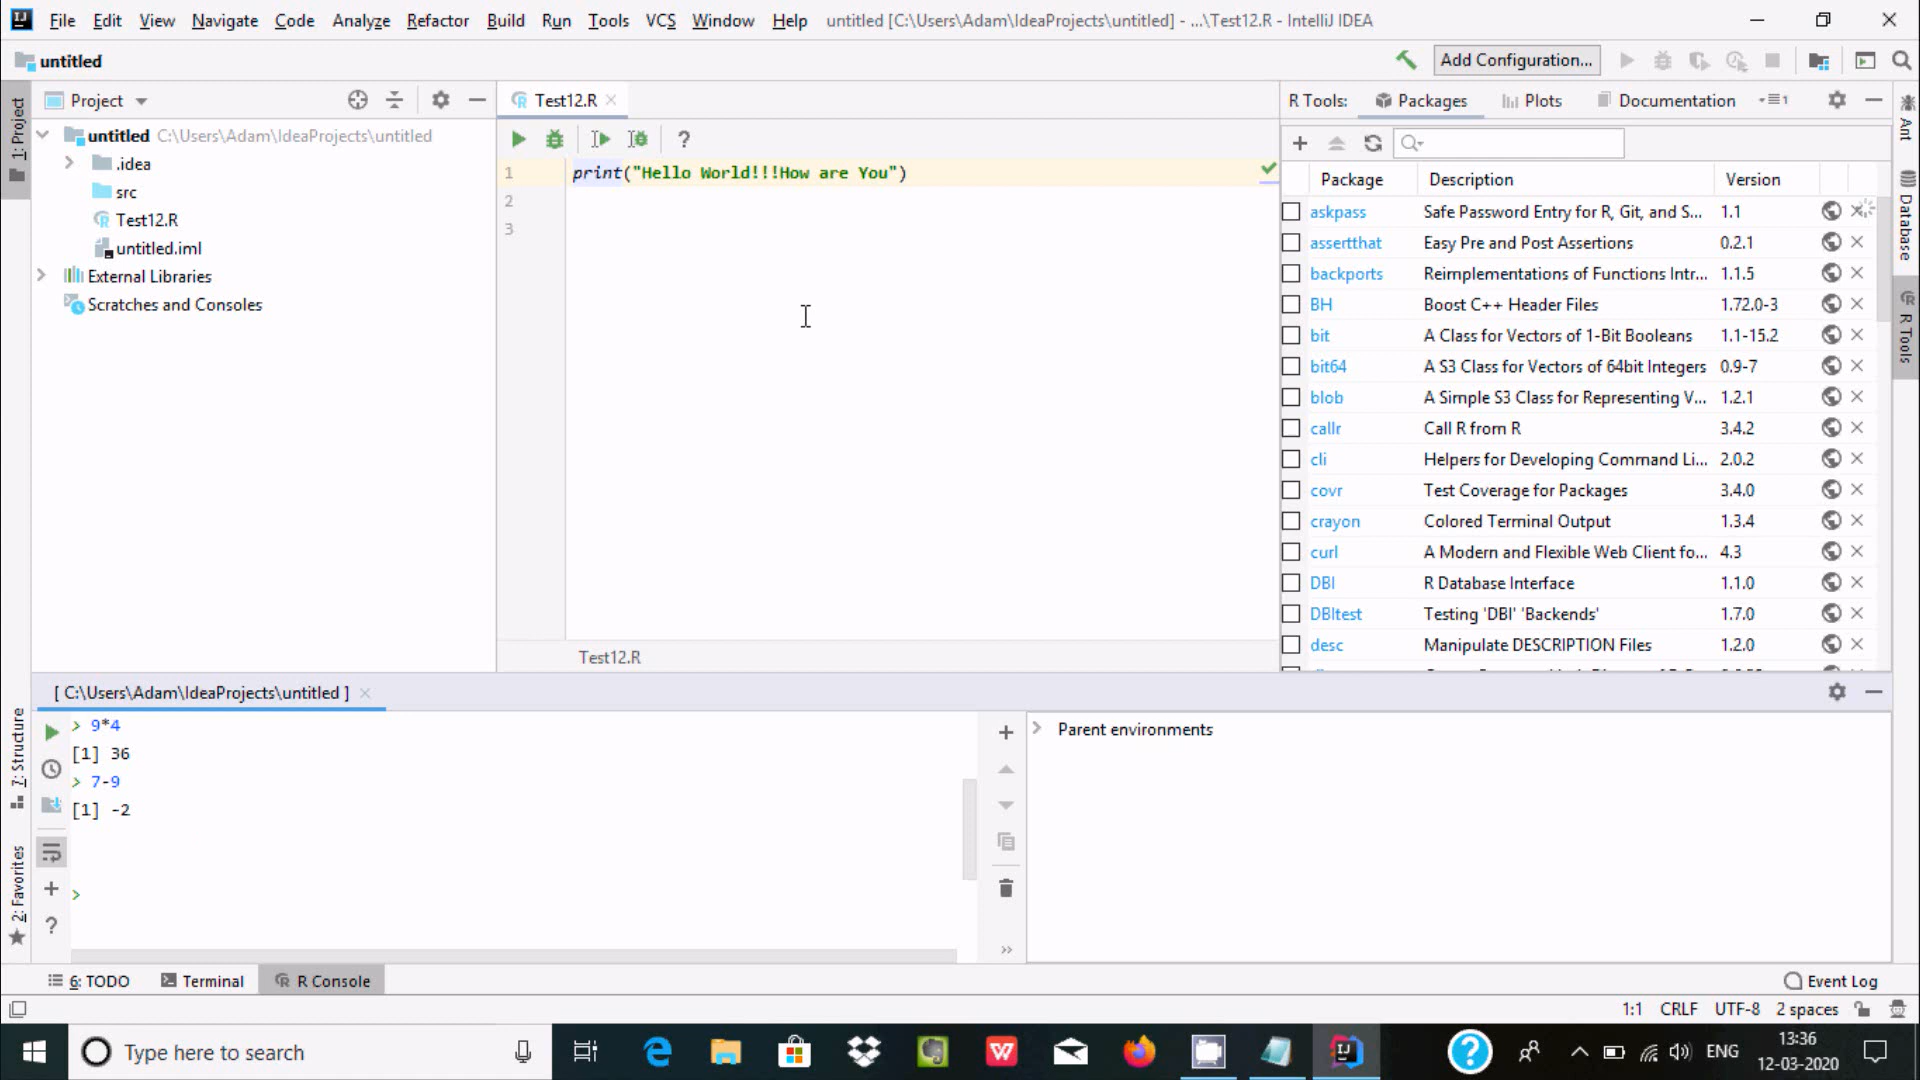 File Edit View Navigate Code Analyze Refactor Build Run Tools VCS Window Help untitled [C:\Users\Adam\IdeaProjects\untitled] - ...\Test12.R - IntelliJ IDEA
untitled
Add Configuration...
1: Project
Project
untitled C:\Users\Adam\IdeaProjects\untitled
.idea
src
Test12.R
untitled.iml
External Libraries
Scratches and Consoles
Test12.R
1 print("Hello World!!!How are You")
2
3
Test12.R
R Tools: Packages Plots Documentation
Package Description Version
askpass Safe Password Entry for R, Git, and S... 1.1
assertthat Easy Pre and Post Assertions 0.2.1
backports Reimplementations of Functions Intr... 1.1.5
BH Boost C++ Header Files 1.72.0-3
bit A Class for Vectors of 1-Bit Booleans 1.1-15.2
bit64 A S3 Class for Vectors of 64bit Integers 0.9-7
blob A Simple S3 Class for Representing V... 1.2.1
callr Call R from R 3.4.2
cli Helpers for Developing Command Li... 2.0.2
covr Test Coverage for Packages 3.4.0
crayon Colored Terminal Output 1.3.4
curl A Modern and Flexible Web Client fo... 4.3
DBI R Database Interface 1.1.0
DBItest Testing 'DBI' 'Backends' 1.7.0
desc Manipulate DESCRIPTION Files 1.2.0
Ant
Database
R Tools
[ C:\Users\Adam\IdeaProjects\untitled ]
> 9*4
[1] 36
> 7-9
[1] -2
>
Parent environments
7: Structure
2: Favorites
6: TODO Terminal R Console Event Log
1:1 CRLF UTF-8 2 spaces
Type here to search
ENG
13:36
12-03-2020